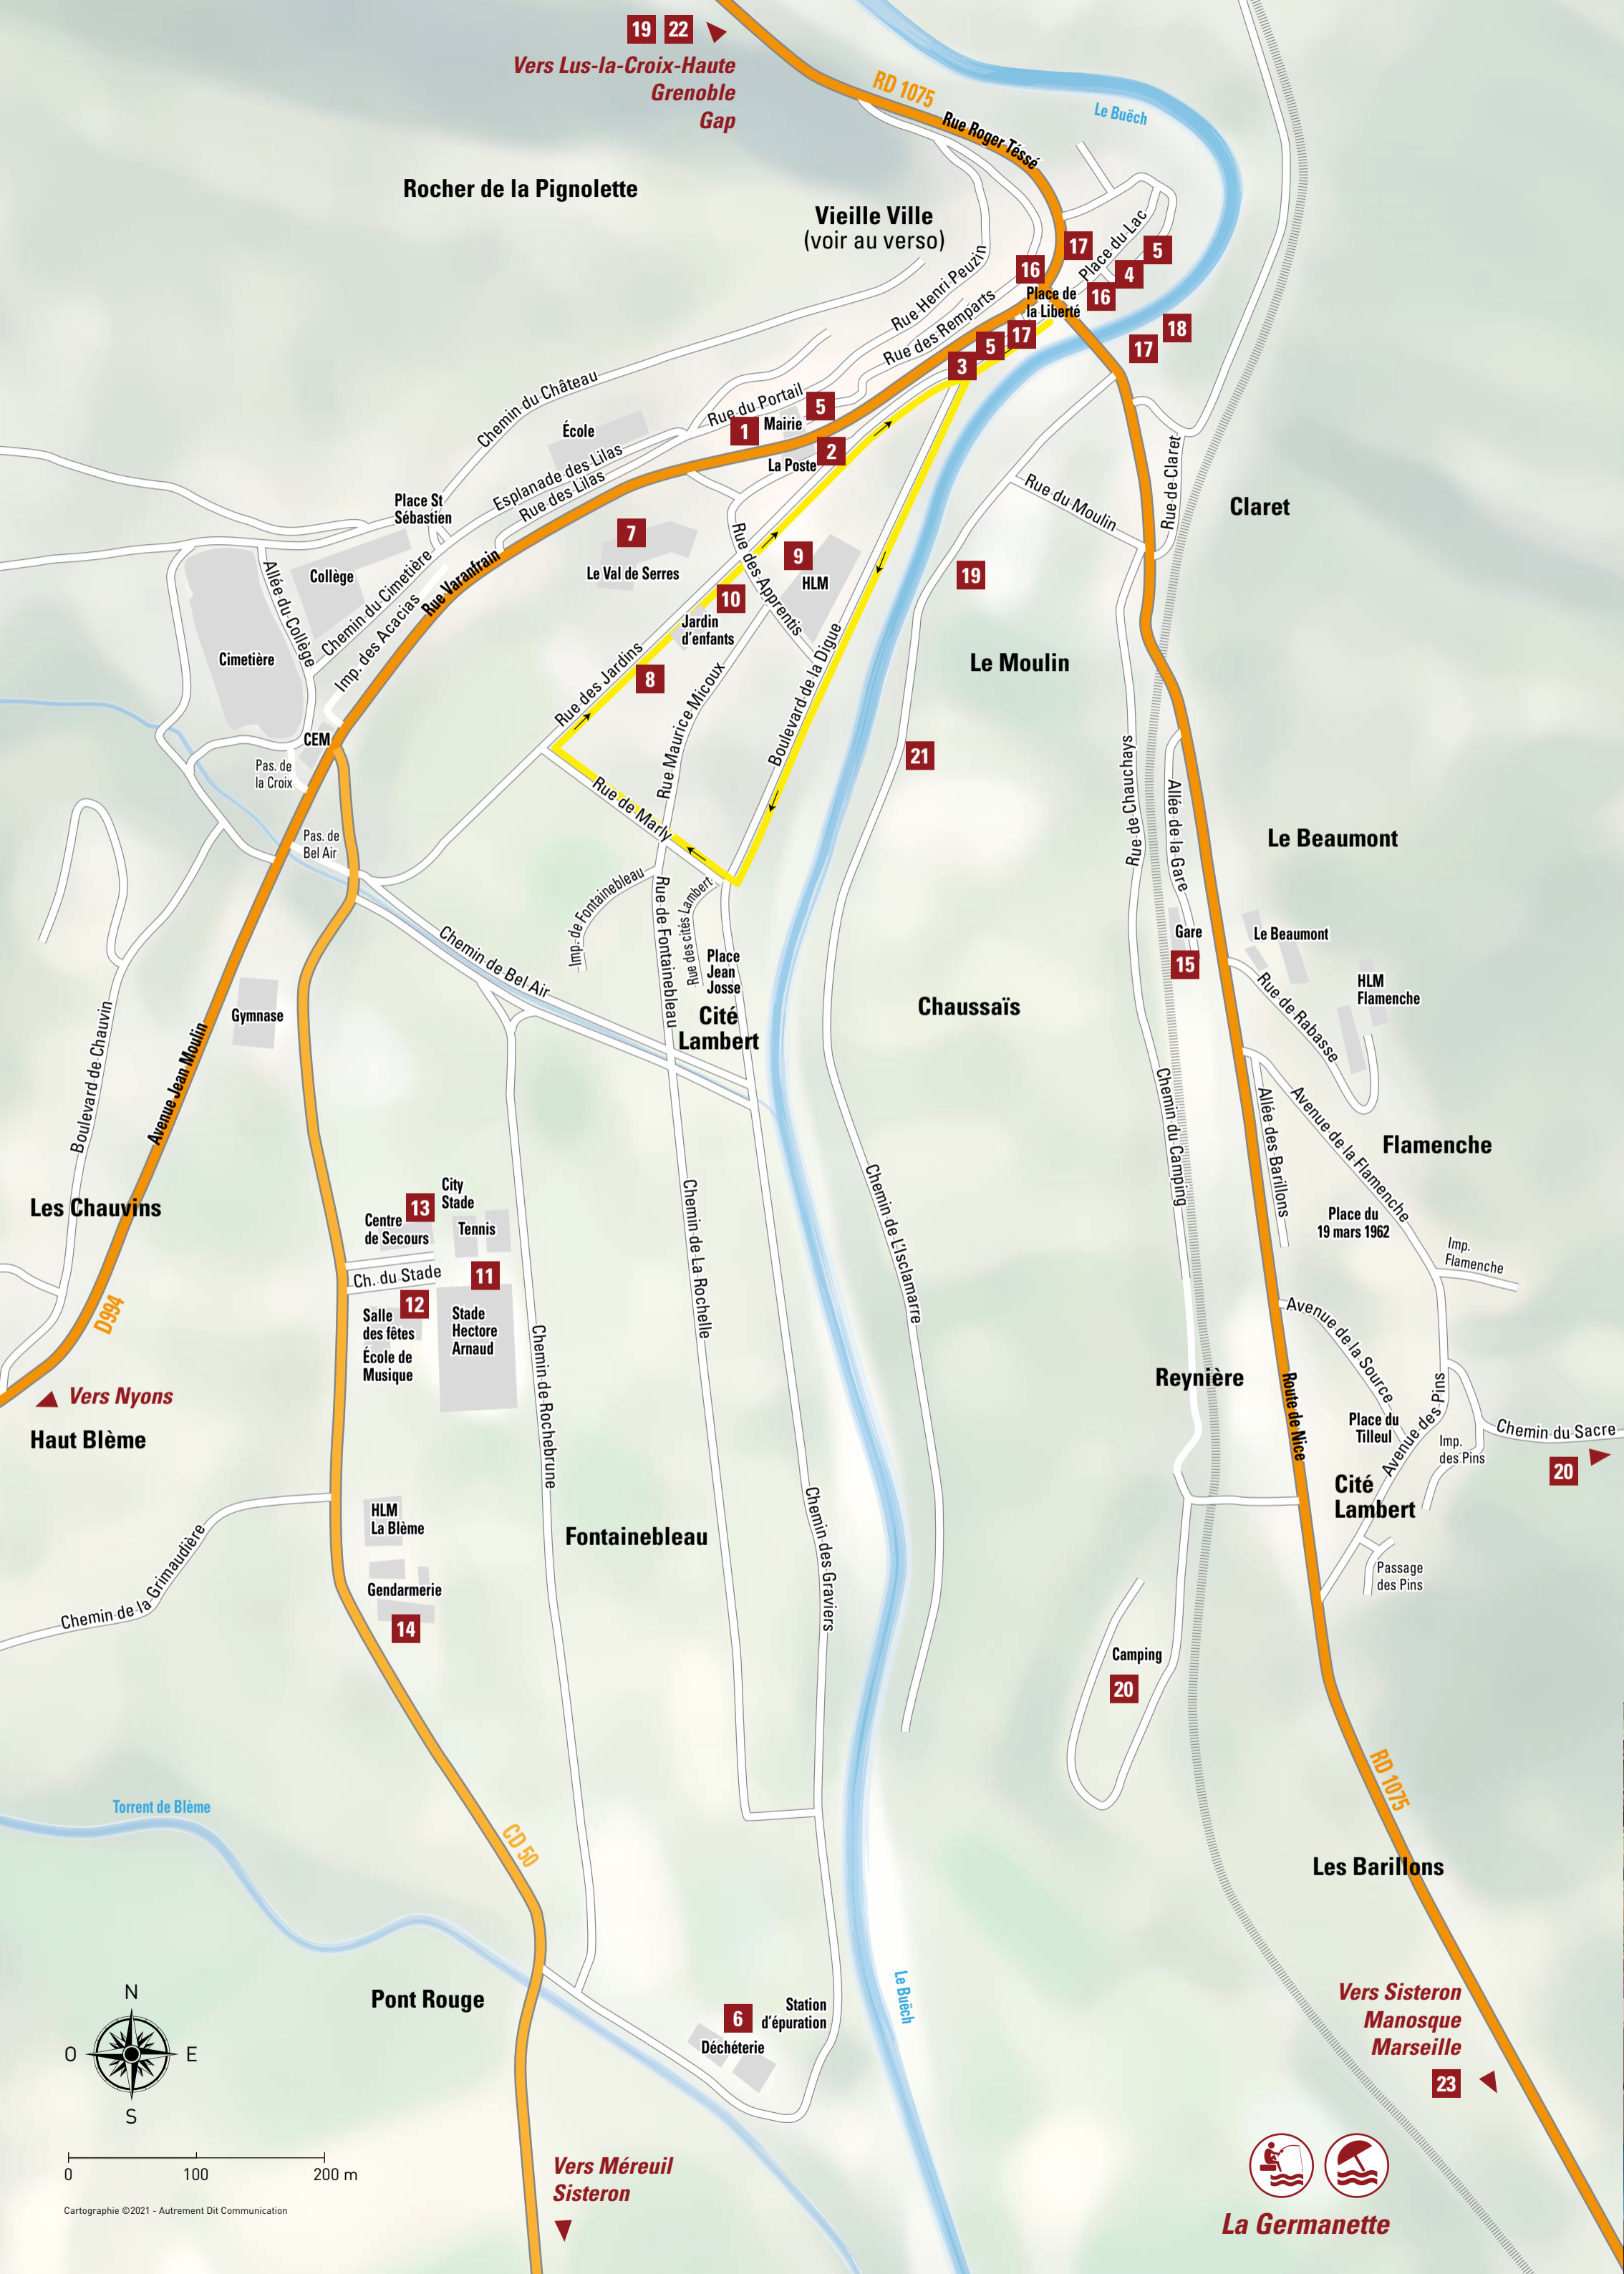 19 22
Vers Lus-la-Croix-Haute
Grenoble
Gap
RD 1075
Rue Roger Téssé
Le Buëch
Rocher de la Pignolette
Vieille Ville
(voir au verso)
17
Place du Lac
5
4
16
16
Place de
la Liberté
Rue Henri Peuzin
Rue des Remparts
17
5
3
18
17
Chemin du Château
Rue du Portail
5
1
Mairie
2
La Poste
École
Esplanade des Lilas
Rue des Lilas
Place St
Sébastien
Rue du Moulin
Rue de Claret
Claret
7
Le Val de Serres
Rue des Apprentis
9
HLM
19
Collège
Allée du Collège
Chemin du Cimetière
Imp. des Acacias
Rue Varanfrain
10
Jardin
d'enfants
Cimetière
8
Rue des Jardins
Rue Maurice Micoux
Boulevard de la Digue
Le Moulin
CEM
Pas. de
la Croix
21
Rue de Chauchays
Allée de la Gare
Pas. de
Bel Air
Rue de Marly
Le Beaumont
Imp. de Fontainebleau
Rue de Fontainebleau
Rue des cités Lambert
Place
Jean
Josse
Cité
Lambert
Chemin de Bel Air
Gare
15
Le Beaumont
HLM
Flamenche
Rue de Rabasse
Gymnase
Boulevard de Chauvin
Avenue Jean Moulin
Chaussaïs
Chemin du Camping
Allée des Barillons
Avenue de la Flamenche
Flamenche
Les Chauvins
City
Stade
13
Centre
de Secours
Tennis
Ch. du Stade
11
12
Salle
des fêtes
École de
Musique
Stade
Hectore
Arnaud
Chemin de La Rochelle
Chemin de L'Isclamarre
Place du
19 mars 1962
Imp.
Flamenche
D994
Chemin de Rochebrune
Avenue de la Source
Vers Nyons
Haut Blème
Reynière
Route de Nice
Place du
Tilleul
Avenue des Pins
Imp.
des Pins
Chemin du Sacre
20
Cité
Lambert
HLM
La Blème
Fontainebleau
Chemin des Graviers
Passage
des Pins
Chemin de la Grimaudière
Gendarmerie
14
Camping
20
RD 1075
Torrent de Blème
CD 50
Les Barillons
Le Buëch
Pont Rouge
6
Station
d'épuration
Déchéterie
Vers Sisteron
Manosque
Marseille
23
N
O E
S
0 100 200 m
Cartographie ©2021 - Autrement Dit Communication
Vers Méreuil
Sisteron
La Germanette